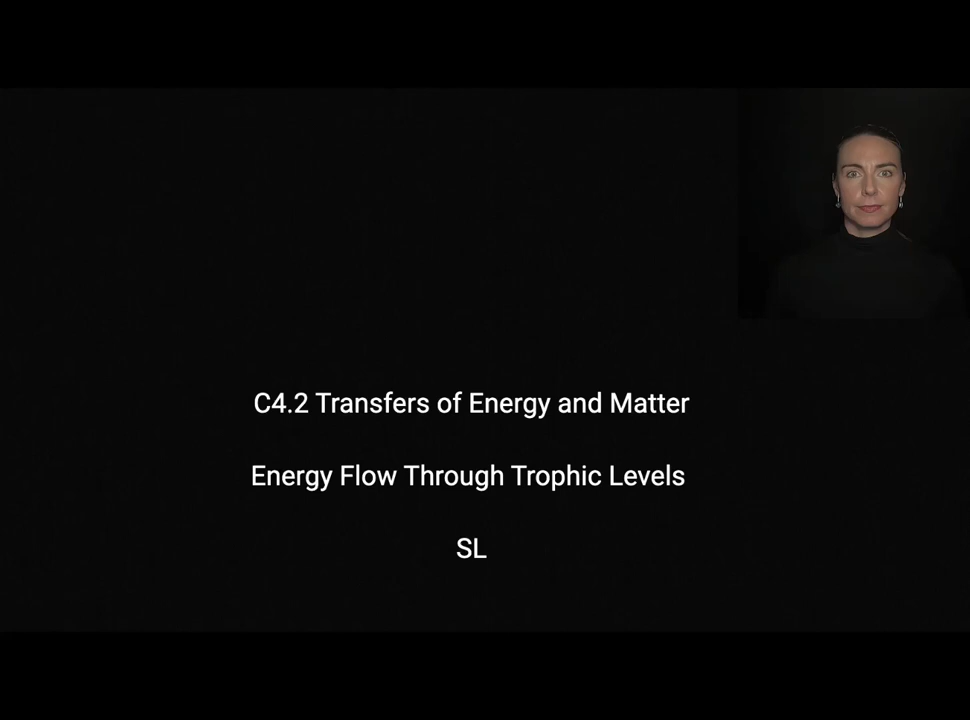 C4.2 Transfers of Energy and Matter
Energy Flow Through Trophic Levels
SL